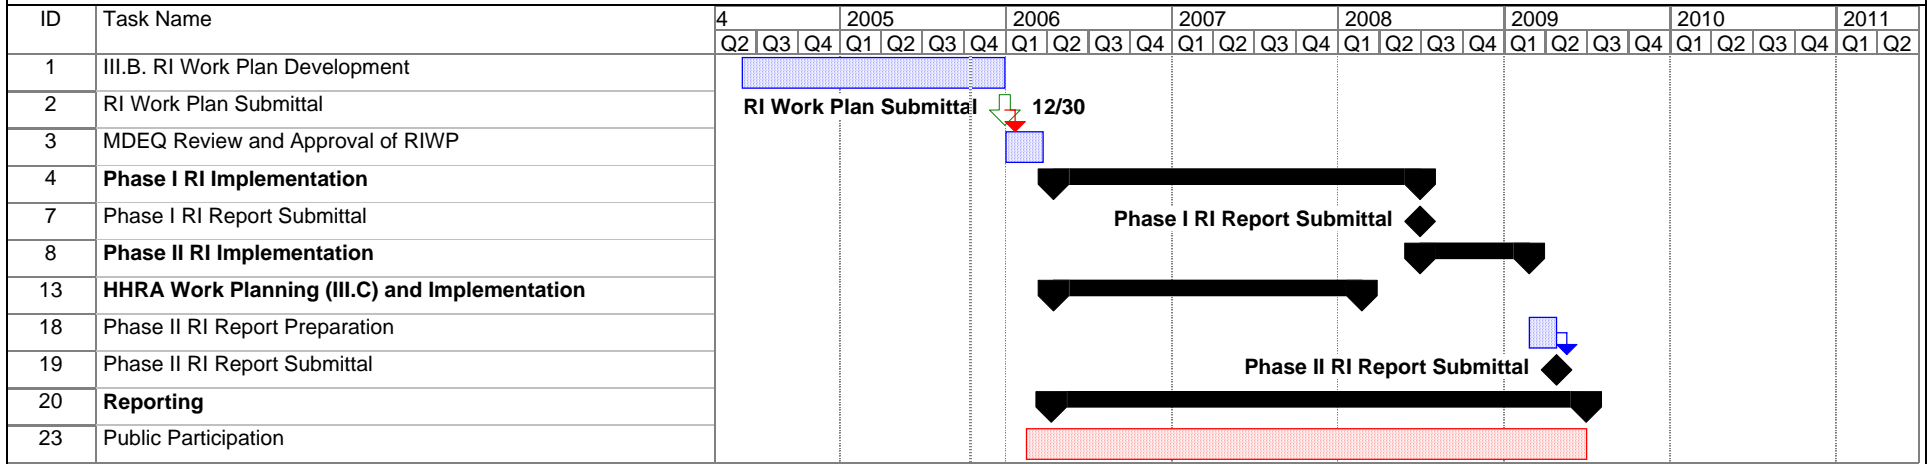 ID Task Name 4 2005 2006 2007 2008 2009 2010 2011
Q2 Q3 Q4 Q1 Q2 Q3 Q4 Q1 Q2 Q3 Q4 Q1 Q2 Q3 Q4 Q1 Q2 Q3 Q4 Q1 Q2 Q3 Q4 Q1 Q2 Q3 Q4 Q1 Q2
1 III.B. RI Work Plan Development
2 RI Work Plan Submittal RI Work Plan Submittal 12/30
3 MDEQ Review and Approval of RIWP
4 Phase I RI Implementation
7 Phase I RI Report Submittal Phase I RI Report Submittal
8 Phase II RI Implementation
13 HHRA Work Planning (III.C) and Implementation
18 Phase II RI Report Preparation
19 Phase II RI Report Submittal Phase II RI Report Submittal
20 Reporting
23 Public Participation